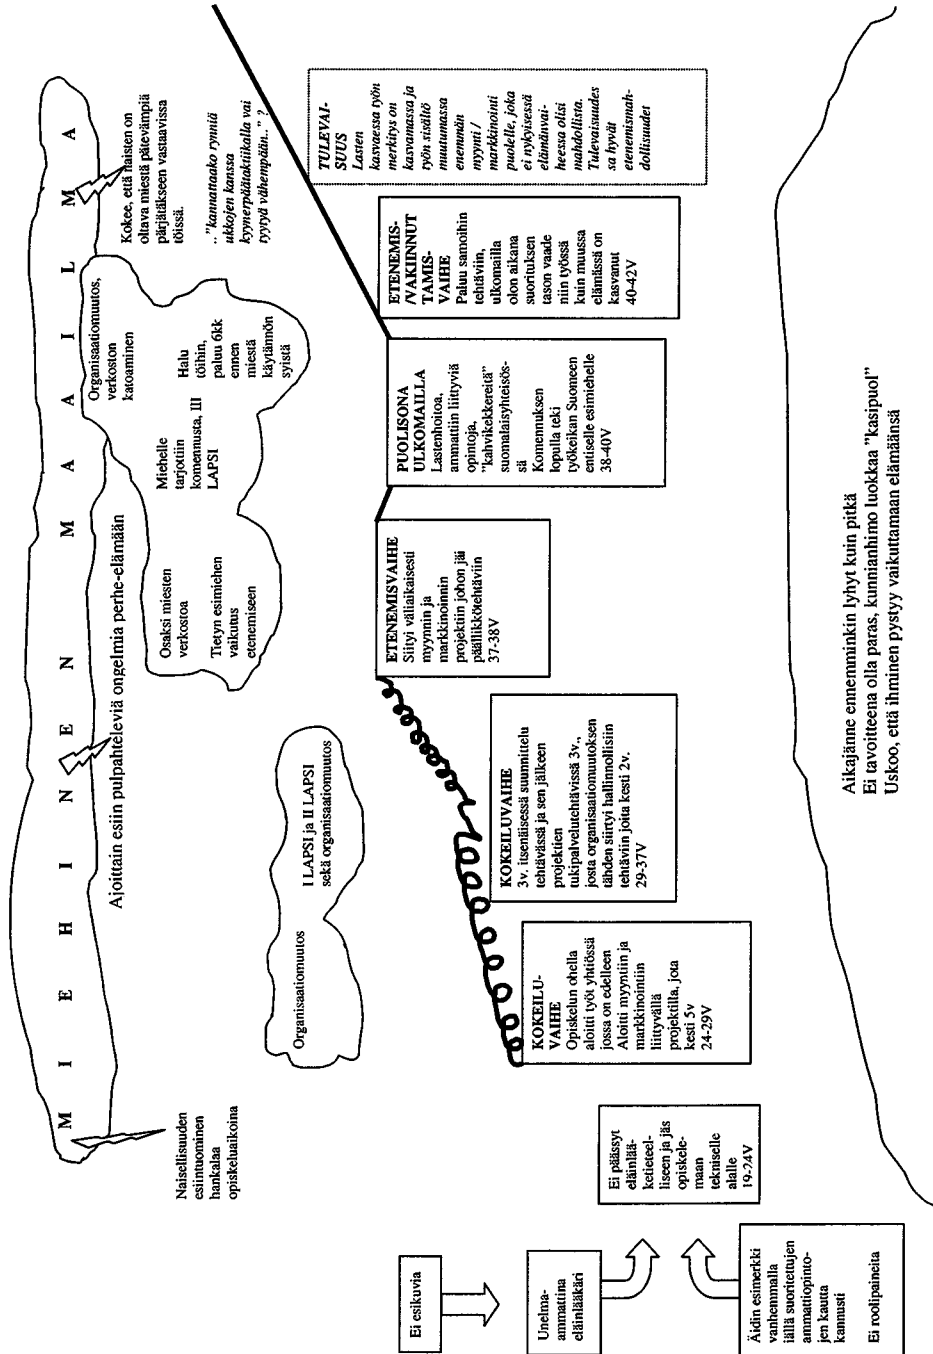 M I E H I N E N M A A I L M A
Naisellisuuden
esiintuominen
hankalaa
opiskeluaikoina
Ajoittain esiin pulpahteleviä ongelmia perhe-elämään
Kokee, että naisten on
oltava miestä pätevämpiä
pärjätäkseen vastaavissa
töissä.
.."kannattaako rynniä
ukkojen kanssa
kyynerpäätaktiikalla vai
tyytyä vähempään.." ?
Organisaatiomuutos
I LAPSI ja II LAPSI
sekä organisaatiomuutos
Osaksi miesten
verkostoa
Tietyn esimiehen
vaikutus
etenemiseen
Miehelle
tarjottiin
komennusta, III
LAPSI
Organisaatiomuutos,
verkoston
katoaminen
Halu
töihin,
paluu 6kk
ennen
miestä
käytännön
syistä
Ei esikuvia
Unelma-
ammattina
eläinlääkäri
Äidin esimerkki
vanhemmalla
iällä suoritettujen
ammattiopinto-
jen kautta
kannusti
Ei roolipaineita
Ei päässyt
eläinlää-
ketieteel-
liseen ja jäs
opiskele-
maan
tekniselle
alalle
19-24V
KOKEILU-
VAIHE
Opiskelun ohella
aloitti työt yhtiössä
jossa on edelleen
Aloitti myyntiin ja
markkinointiin
liittyvällä
projektilla, jota
kesti 5v
24-29V
KOKEILUVAIHE
3v. itsenäisessä suunnittelu
tehtävässä ja sen jälkeen
projektien
tukipalvelutehtävissä 3v.,
josta organisaatiomuutoksen
tähden siirtyi hallinnollisiin
tehtäviin joita kesti 2v.
29-37V
ETENEMISVAIHE
Siityi väliaikaisesti
myynnin ja
markkinoinnin
projektiin johon jäi
päällikkötehtäviin
37-38V
PUOLISONA
ULKOMAILLA
Lastenhoitoa,
ammattiin liittyviä
opintoja,
"kahvikekkereitä"
suomalaisyhteisös-
sä
Komennuksen
lopulla teki
työkeikan Suomeen
entiselle esimiehelle
38-40V
ETENEMIS-
/VAKIINNUT
TAMIS-
VAIHE
Paluu samoihin
tehtäviin,
ulkomailla
olon aikana
suorituksen
tason vaade
niin työssä
kuin muussa
elämässä on
kasvanut
40-42V
TULEVAI-
SUUS
Lasten
kasvaessa työn
merkitys on
kasvamassa ja
työn sisältö
muutumassa
enemmän
myynti /
markkinointi
puolelle, joka
ei nykyisessä
elämänvai-
heessa olisi
mahdollista.
Tulevaisuudes
sa hyvät
etenemismah-
dollisuudet
Aikajänne ennemminkin lyhyt kuin pitkä
Ei tavoitteena olla paras, kunnianhimo luokkaa "kasipuol"
Uskoo, että ihminen pystyy vaikuttamaan elämäänsä